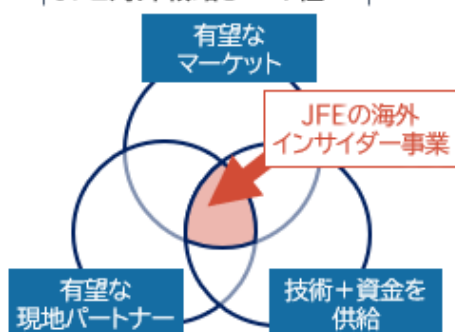 有望な
マーケット
JFEの海外
インサイダー事業
有望な
現地パートナー
技術+資金を
供給